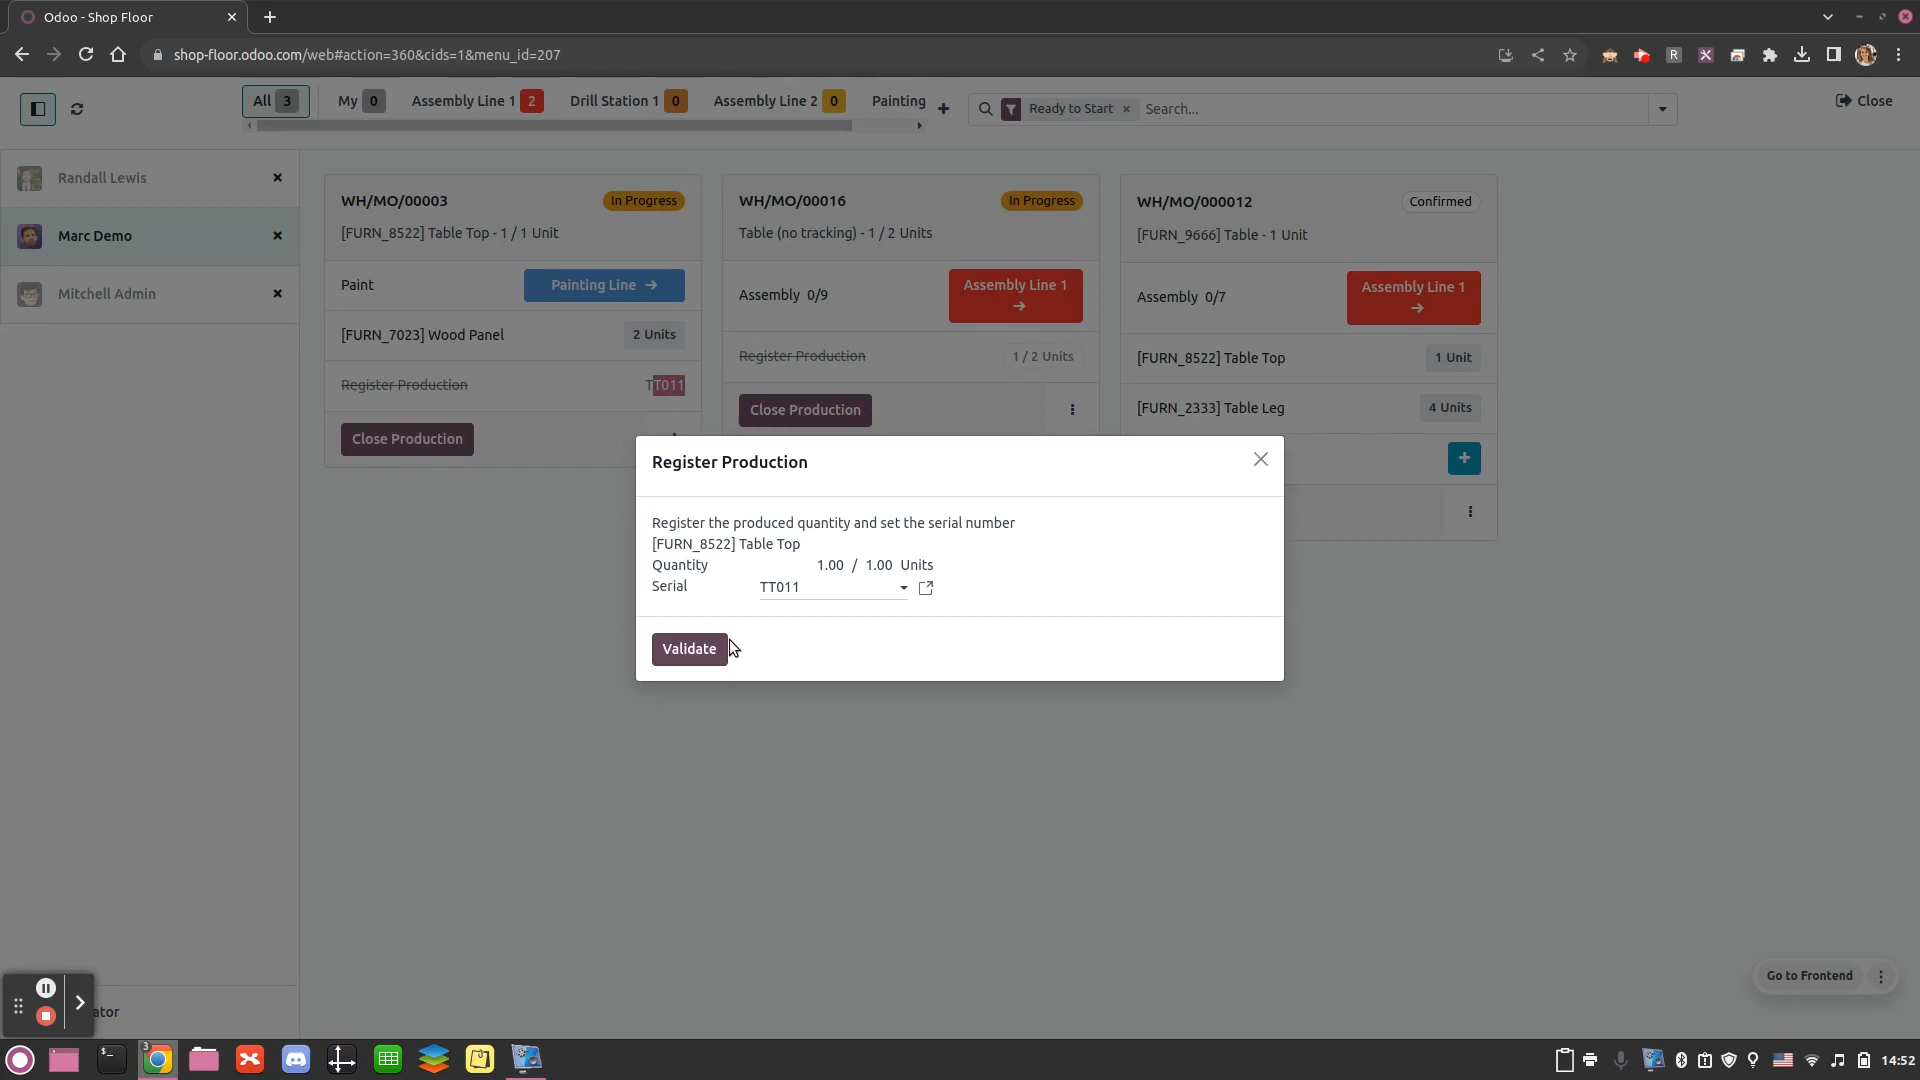 Odoo - Shop Floor
shop-floor.odoo.com/web#action=360&cids=1&menu_id=207
R
All 3
My 0
Assembly Line 1 2
Drill Station 1 0
Assembly Line 2 0
Painting
Ready to Start × Search...
Close
Randall Lewis
Marc Demo
Mitchell Admin
WH/MO/00003 In Progress
[FURN_8522] Table Top - 1 / 1 Unit
Paint Painting Line →
[FURN_7023] Wood Panel 2 Units
Register Production TT011
Close Production
WH/MO/00016 In Progress
Table (no tracking) - 1 / 2 Units
Assembly 0/9 Assembly Line 1 →
Register Production 1 / 2 Units
Close Production
WH/MO/000012 Confirmed
[FURN_9666] Table - 1 Unit
Assembly 0/7 Assembly Line 1 →
[FURN_8522] Table Top 1 Unit
[FURN_2333] Table Leg 4 Units
Register Production
Register the produced quantity and set the serial number
[FURN_8522] Table Top
Quantity 1.00 / 1.00 Units
Serial TT011
Validate
Go to Frontend
ator
3
14:52